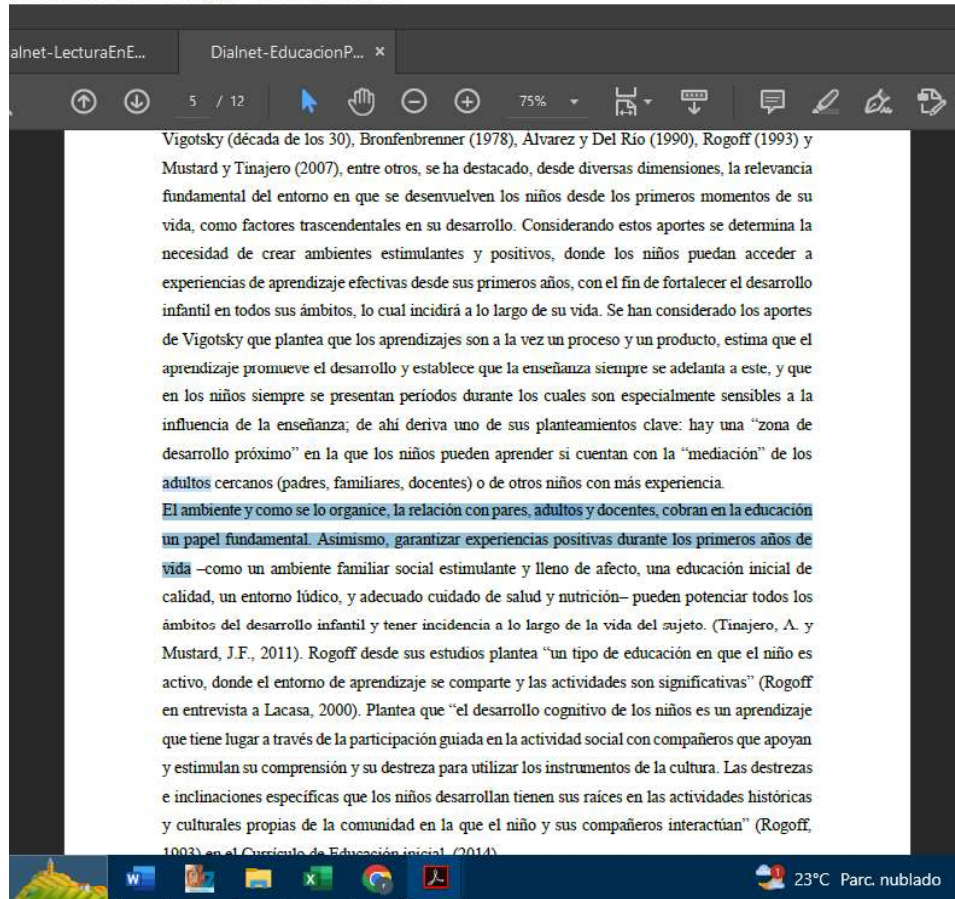 alnet-LecturaEnE...
Dialnet-EducacionP... ×
5 / 12
75%
Vigotsky (década de los 30), Bronfenbrenner (1978), Álvarez y Del Río (1990), Rogoff (1993) y
Mustard y Tinajero (2007), entre otros, se ha destacado, desde diversas dimensiones, la relevancia
fundamental del entorno en que se desenvuelven los niños desde los primeros momentos de su
vida, como factores trascendentales en su desarrollo. Considerando estos aportes se determina la
necesidad de crear ambientes estimulantes y positivos, donde los niños puedan acceder a
experiencias de aprendizaje efectivas desde sus primeros años, con el fin de fortalecer el desarrollo
infantil en todos sus ámbitos, lo cual incidirá a lo largo de su vida. Se han considerado los aportes
de Vigotsky que plantea que los aprendizajes son a la vez un proceso y un producto, estima que el
aprendizaje promueve el desarrollo y establece que la enseñanza siempre se adelanta a este, y que
en los niños siempre se presentan períodos durante los cuales son especialmente sensibles a la
influencia de la enseñanza; de ahí deriva uno de sus planteamientos clave: hay una “zona de
desarrollo próximo” en la que los niños pueden aprender si cuentan con la “mediación” de los
adultos cercanos (padres, familiares, docentes) o de otros niños con más experiencia.
El ambiente y como se lo organice, la relación con pares, adultos y docentes, cobran en la educación
un papel fundamental. Asimismo, garantizar experiencias positivas durante los primeros años de
vida –como un ambiente familiar social estimulante y lleno de afecto, una educación inicial de
calidad, un entorno lúdico, y adecuado cuidado de salud y nutrición– pueden potenciar todos los
ámbitos del desarrollo infantil y tener incidencia a lo largo de la vida del sujeto. (Tinajero, A. y
Mustard, J.F., 2011). Rogoff desde sus estudios plantea “un tipo de educación en que el niño es
activo, donde el entorno de aprendizaje se comparte y las actividades son significativas” (Rogoff
en entrevista a Lacasa, 2000). Plantea que “el desarrollo cognitivo de los niños es un aprendizaje
que tiene lugar a través de la participación guiada en la actividad social con compañeros que apoyan
y estimulan su comprensión y su destreza para utilizar los instrumentos de la cultura. Las destrezas
e inclinaciones específicas que los niños desarrollan tienen sus raíces en las actividades históricas
y culturales propias de la comunidad en la que el niño y sus compañeros interactúan” (Rogoff,
1993) en el Currículo de Educación inicial, (2014)
1
23°C Parc. nublado